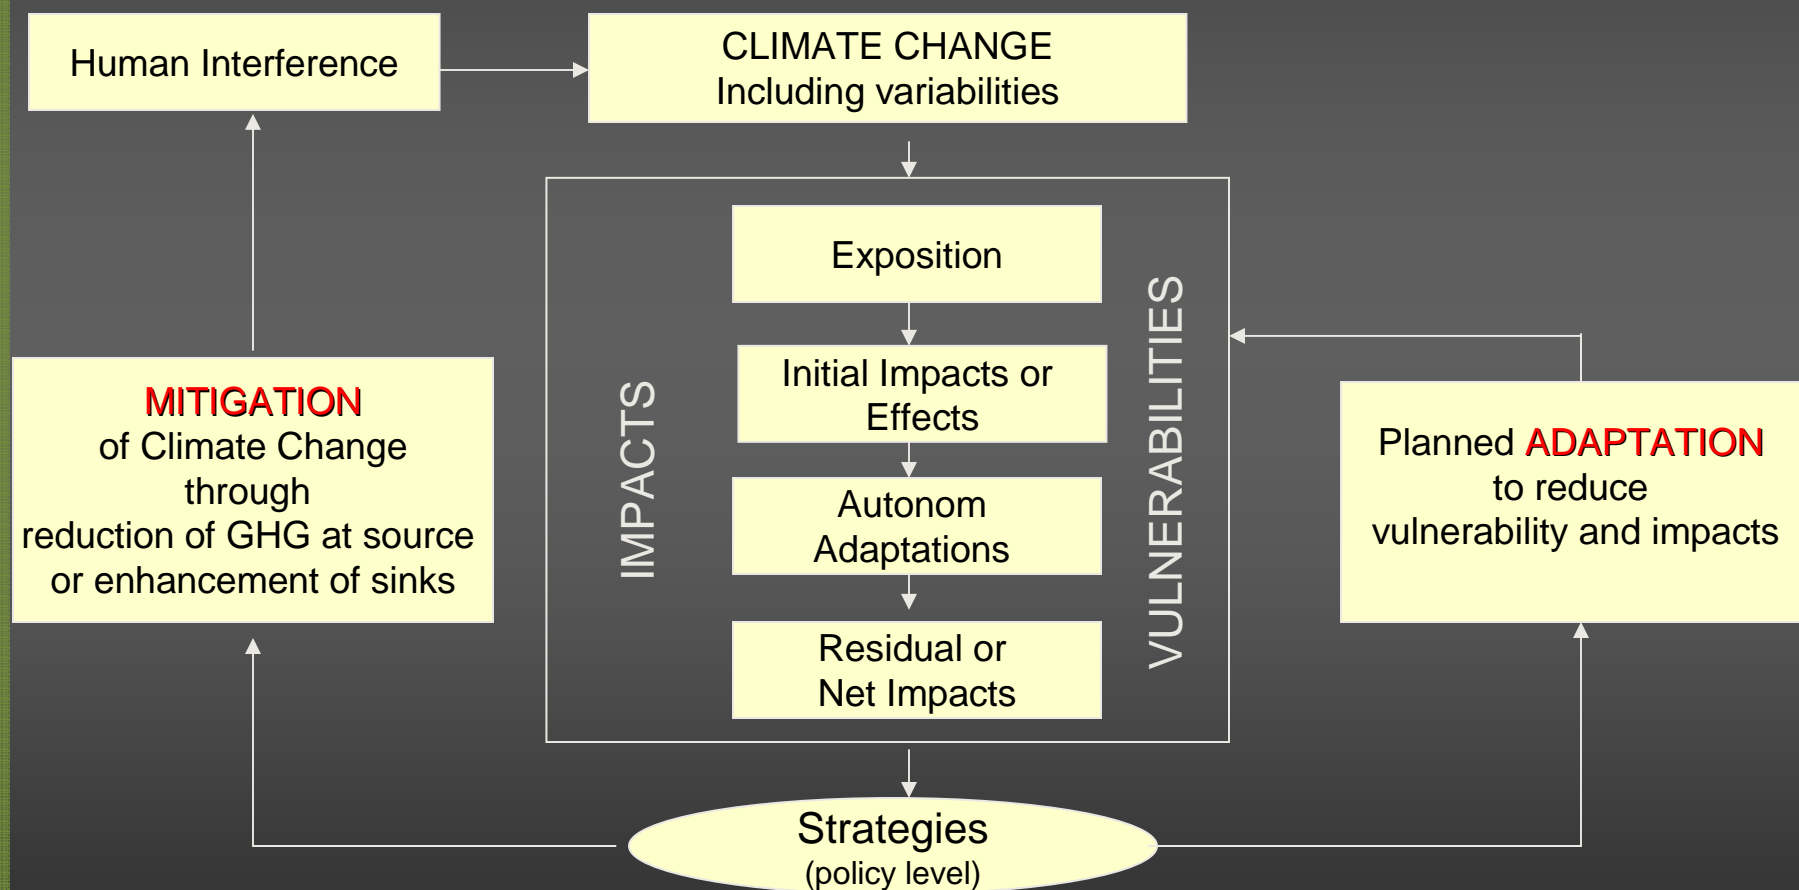 Human Interference
CLIMATE CHANGE
Including variabilities
Exposition
Initial Impacts or
Effects
Autonom
Adaptations
Residual or
Net Impacts
IMPACTS
VULNERABILITIES
MITIGATION
of Climate Change
through
reduction of GHG at source
or enhancement of sinks
Planned ADAPTATION
to reduce
vulnerability and impacts
Strategies
(policy level)